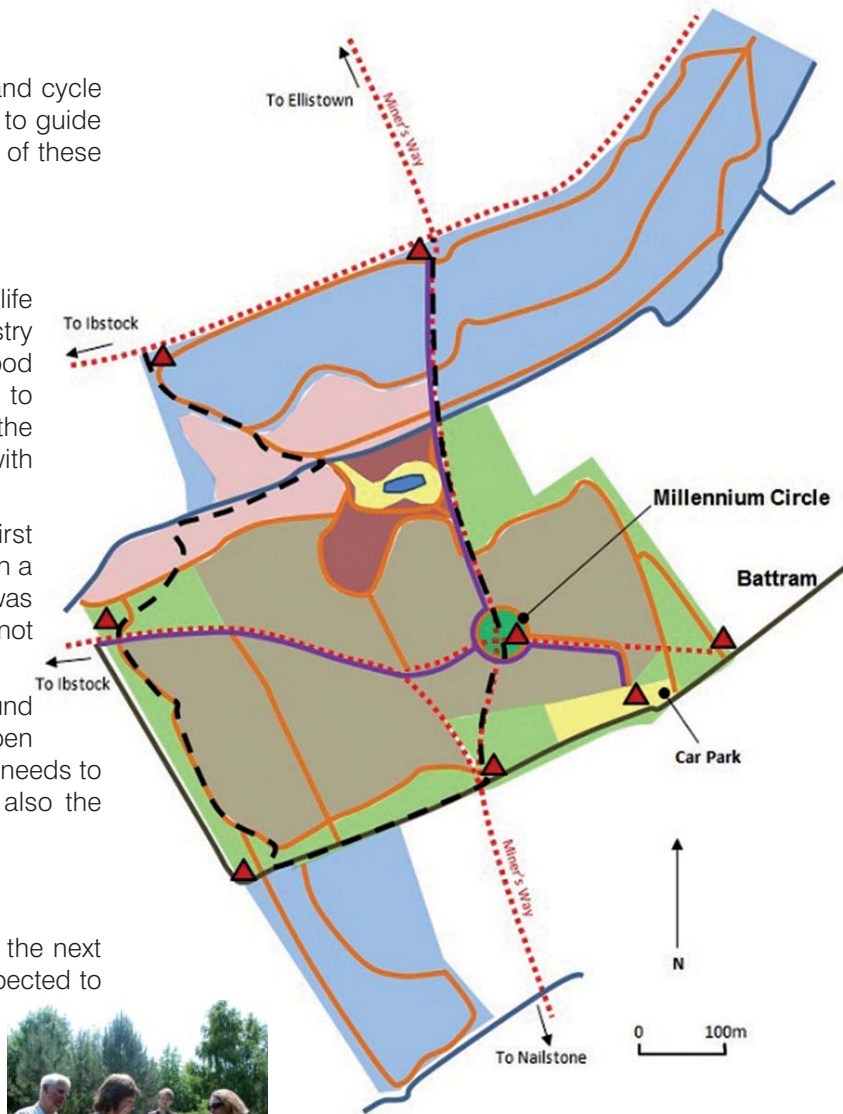 and cycle
to guide
of these
life
stry
ood
to
the
with
irst
n a
was
not
und
pen
needs to
also the
the next
pected to
To Ellistown
Miner's Way
To Ibstock
Millennium Circle
Battram
To Ibstock
Car Park
Miner's Way
N
0 100m
To Nailstone